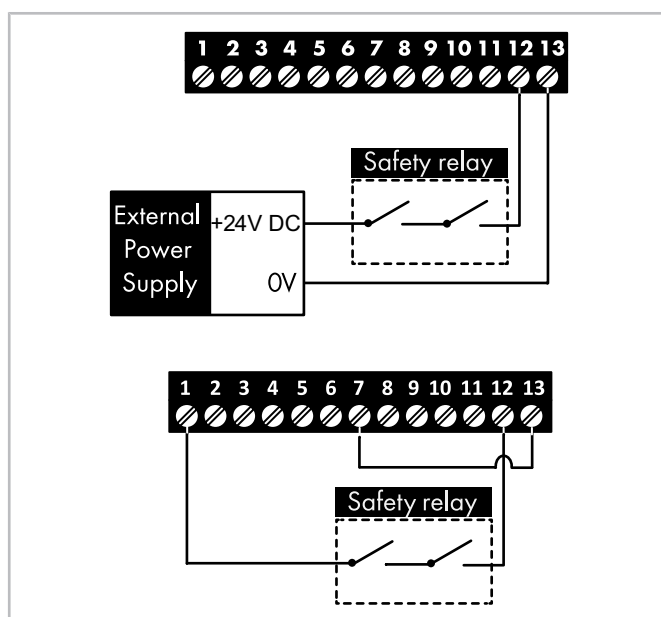 1 2 3 4 5 6 7 8 9 10 11 12 13
Safety relay
External
Power
Supply
+24V DC
0V
1 2 3 4 5 6 7 8 9 10 11 12 13
Safety relay